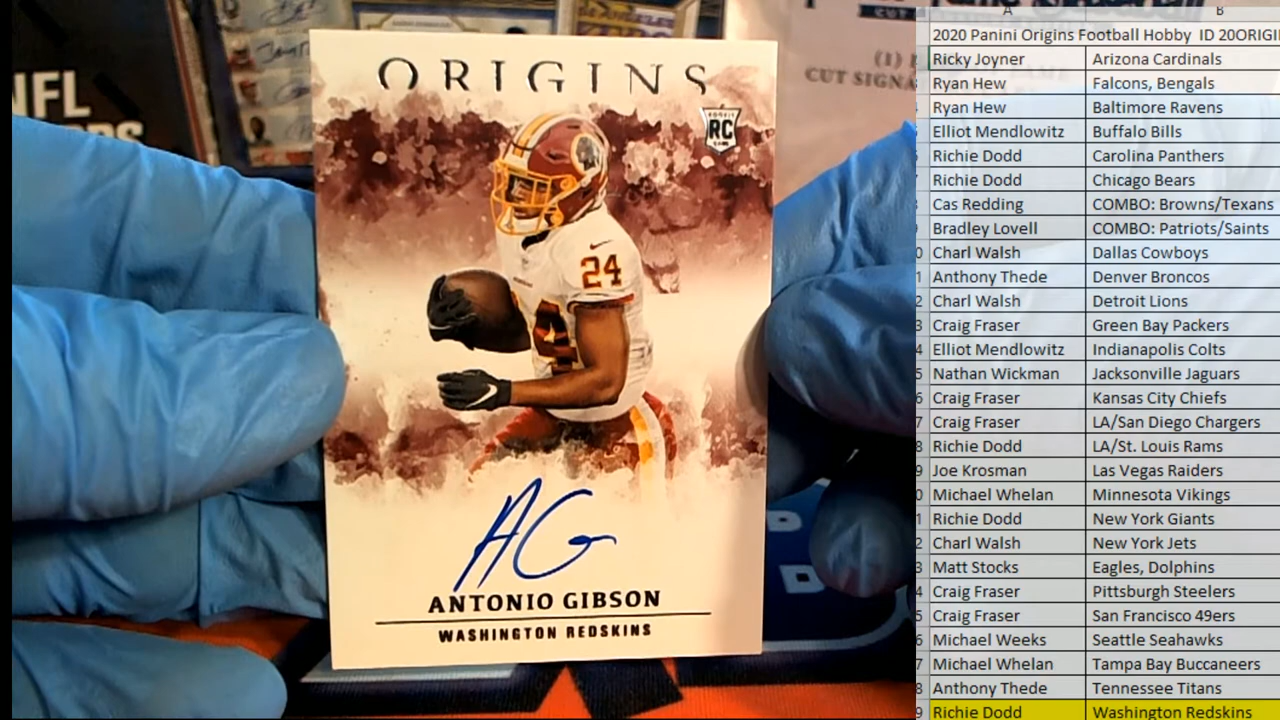 NFL
ORIGINS
ROOKIE
RC
24
AG
ANTONIO GIBSON
WASHINGTON REDSKINS
CUT SIGNA
A B
2020 Panini Origins Football Hobby ID 20ORIGI
Ricky Joyner Arizona Cardinals
Ryan Hew Falcons, Bengals
Ryan Hew Baltimore Ravens
Elliot Mendlowitz Buffalo Bills
Richie Dodd Carolina Panthers
Richie Dodd Chicago Bears
Cas Redding COMBO: Browns/Texans
Bradley Lovell COMBO: Patriots/Saints
Charl Walsh Dallas Cowboys
Anthony Thede Denver Broncos
Charl Walsh Detroit Lions
Craig Fraser Green Bay Packers
Elliot Mendlowitz Indianapolis Colts
Nathan Wickman Jacksonville Jaguars
Craig Fraser Kansas City Chiefs
Craig Fraser LA/San Diego Chargers
Richie Dodd LA/St. Louis Rams
Joe Krosman Las Vegas Raiders
Michael Whelan Minnesota Vikings
Richie Dodd New York Giants
Charl Walsh New York Jets
Matt Stocks Eagles, Dolphins
Craig Fraser Pittsburgh Steelers
Craig Fraser San Francisco 49ers
Michael Weeks Seattle Seahawks
Michael Whelan Tampa Bay Buccaneers
Anthony Thede Tennessee Titans
Richie Dodd Washington Redskins